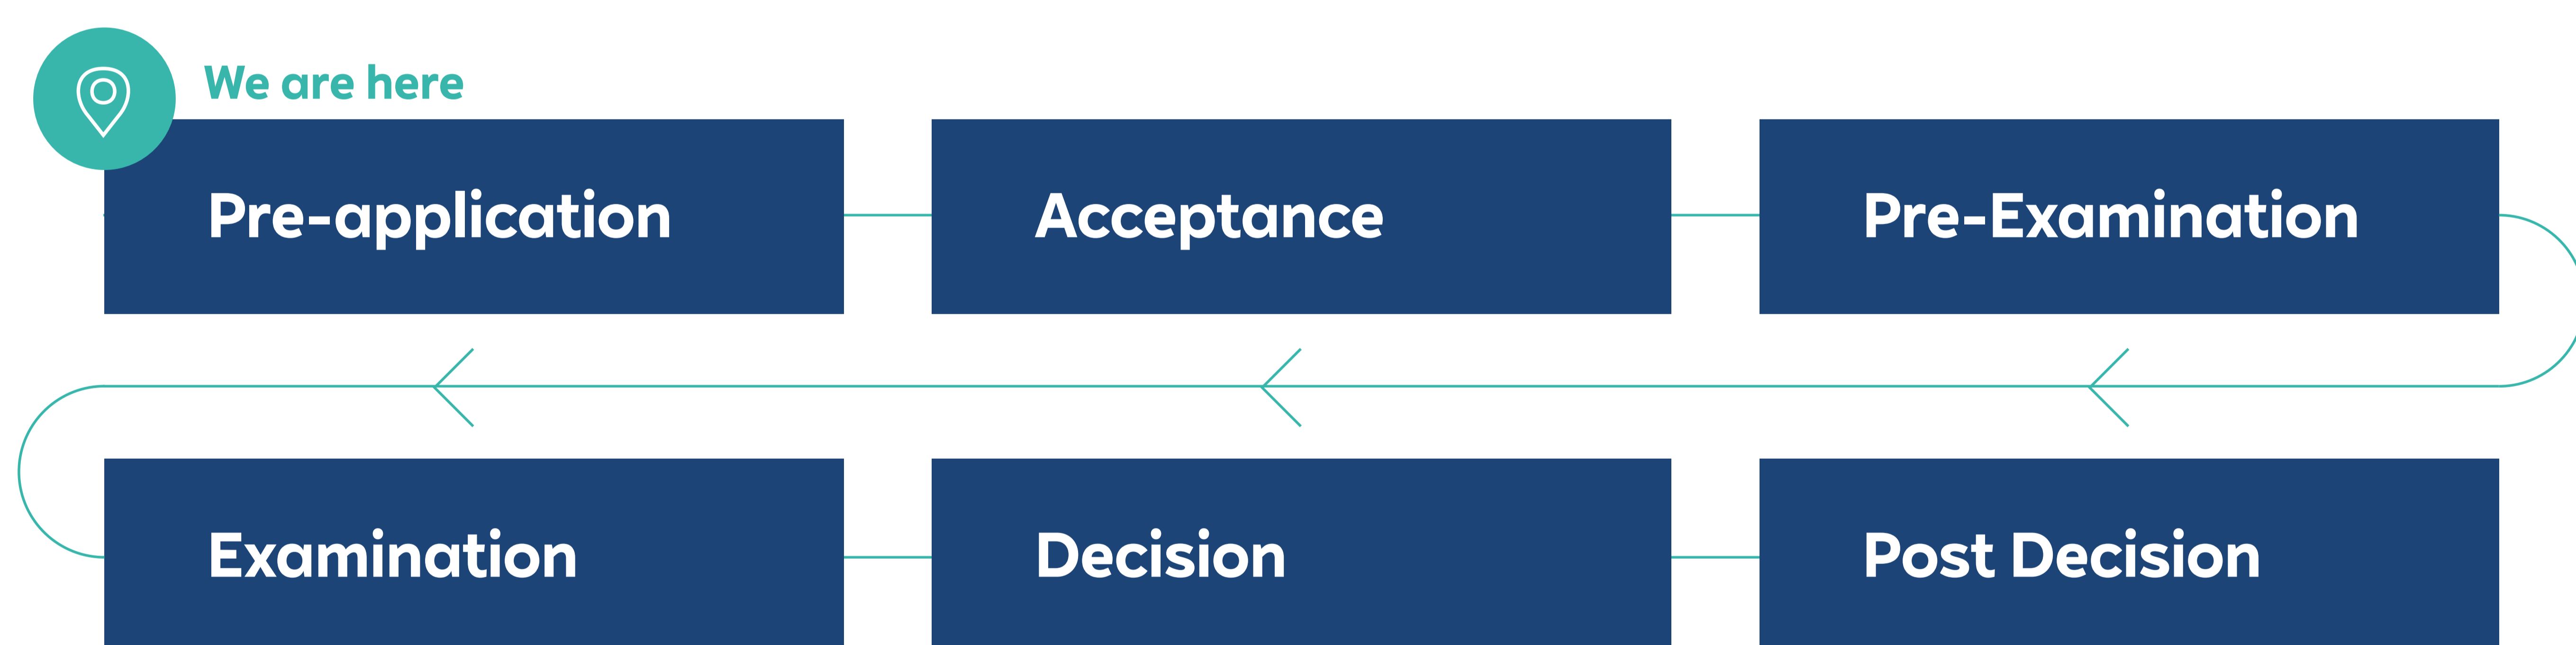 We are here
Pre-application
Acceptance
Pre-Examination
Examination
Decision
Post Decision